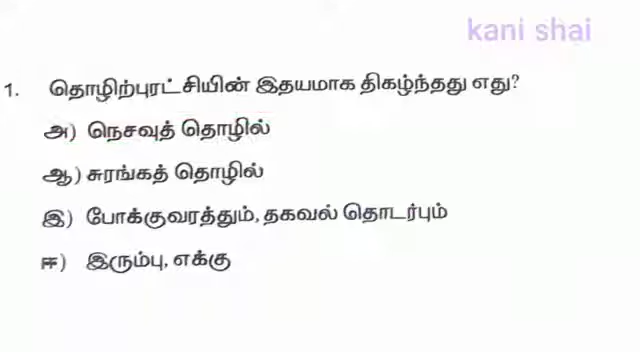 kani shai
1. தொழிற்புரட்சியின் இதயமாக திகழ்ந்தது எது?
அ) நெசவுத் தொழில்
ஆ) சுரங்கத் தொழில்
இ) போக்குவரத்தும், தகவல் தொடர்பும்
ஈ) இரும்பு, எக்கு